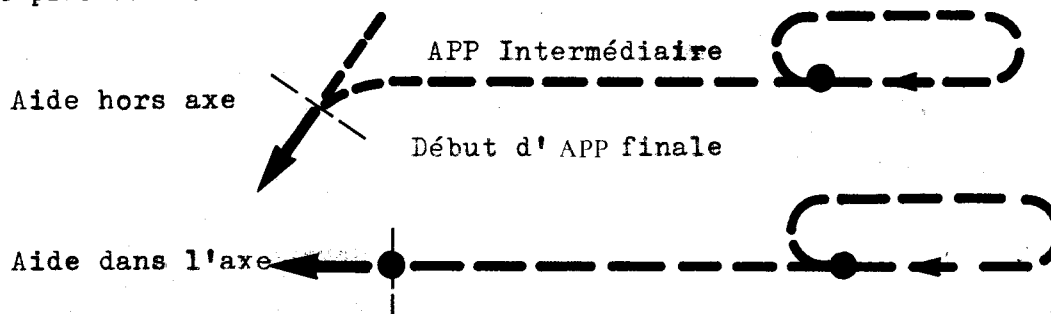 APP Intermédiaire
Aide hors axe
Début d' APP finale
Aide dans l'axe